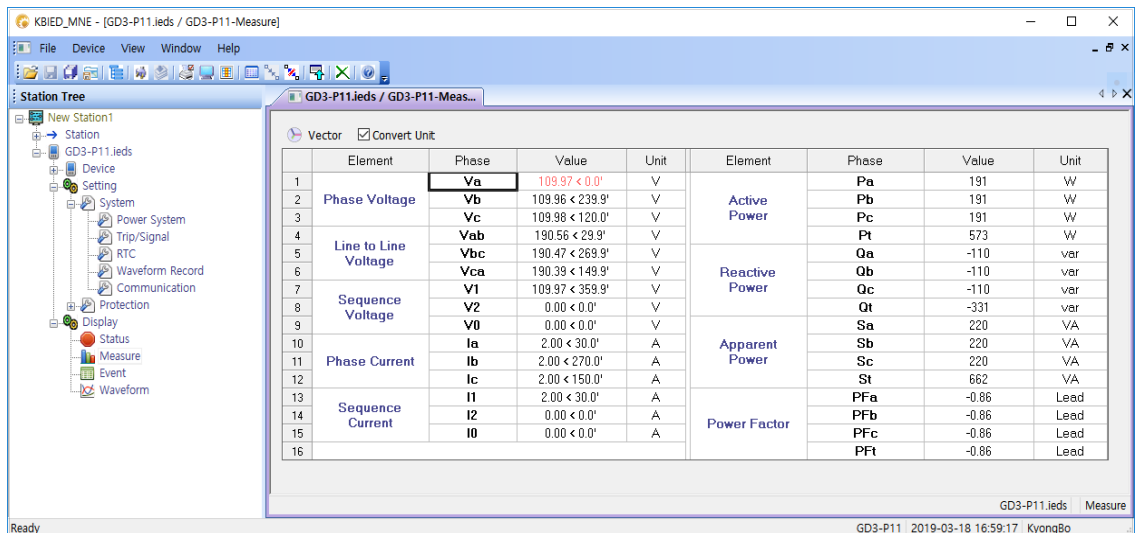 KBIED_MNE - [GD3-P11.ieds / GD3-P11-Measure]
File Device View Window Help
Station Tree
GD3-P11.ieds / GD3-P11-Meas...
New Station1
Station
GD3-P11.ieds
Device
Setting
System
Power System
Trip/Signal
RTC
Waveform Record
Communication
Protection
Display
Status
Measure
Event
Waveform
Vector Convert Unit
Element Phase Value Unit Element Phase Value Unit
1 Phase Voltage Va 109.97 < 0.0' V Active Power Pa 191 W
2 Vb 109.96 < 239.9' V Pb 191 W
3 Vc 109.98 < 120.0' V Pc 191 W
4 Line to Line Voltage Vab 190.56 < 29.9' V Pt 573 W
5 Vbc 190.47 < 269.9' V Reactive Power Qa -110 var
6 Vca 190.39 < 149.9' V Qb -110 var
7 Sequence Voltage V1 109.97 < 359.9' V Qc -110 var
8 V2 0.00 < 0.0' V Qt -331 var
9 V0 0.00 < 0.0' V Apparent Power Sa 220 VA
10 Phase Current Ia 2.00 < 30.0' A Sb 220 VA
11 Ib 2.00 < 270.0' A Sc 220 VA
12 Ic 2.00 < 150.0' A St 662 VA
13 Sequence Current I1 2.00 < 30.0' A Power Factor PFa -0.86 Lead
14 I2 0.00 < 0.0' A PFb -0.86 Lead
15 I0 0.00 < 0.0' A PFc -0.86 Lead
16 PFt -0.86 Lead
GD3-P11.ieds Measure
Ready GD3-P11 2019-03-18 16:59:17 KyongBo